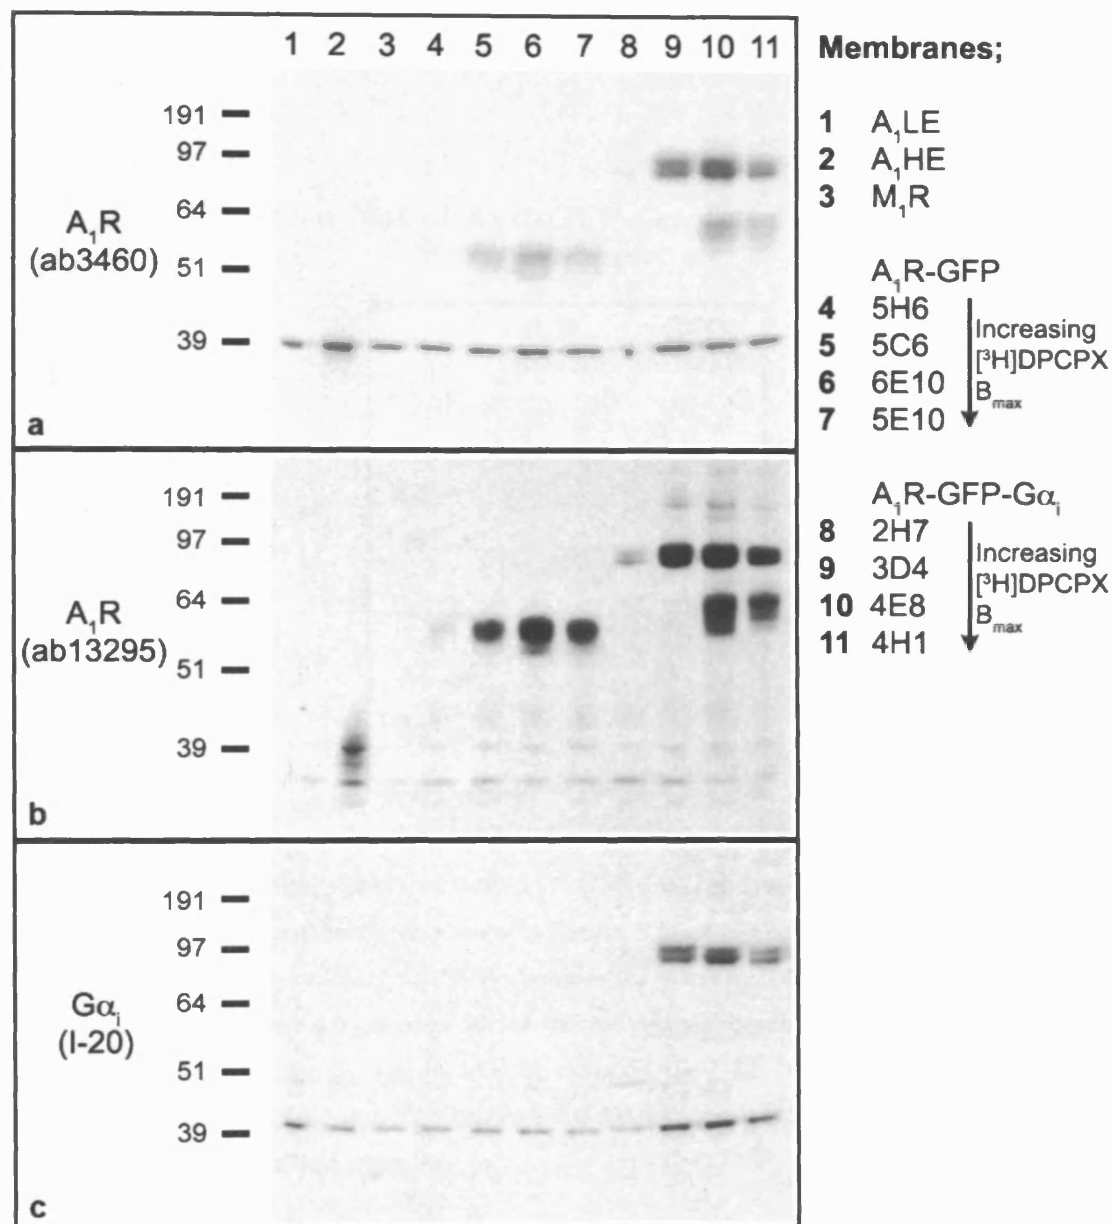 1 2 3 4 5 6 7 8 9 10 11
191
97
64
51
39
A₁R
(ab3460)
a
191
97
64
51
39
A₁R
(ab13295)
b
191
97
64
51
39
Gαᵢ
(I-20)
c
Membranes;
1 A₁LE
2 A₁HE
3 M₁R
A₁R-GFP
4 5H6
5 5C6
6 6E10
7 5E10
Increasing
[³H]DPCPX
Bmax
A₁R-GFP-Gαᵢ
8 2H7
9 3D4
10 4E8
11 4H1
Increasing
[³H]DPCPX
Bmax